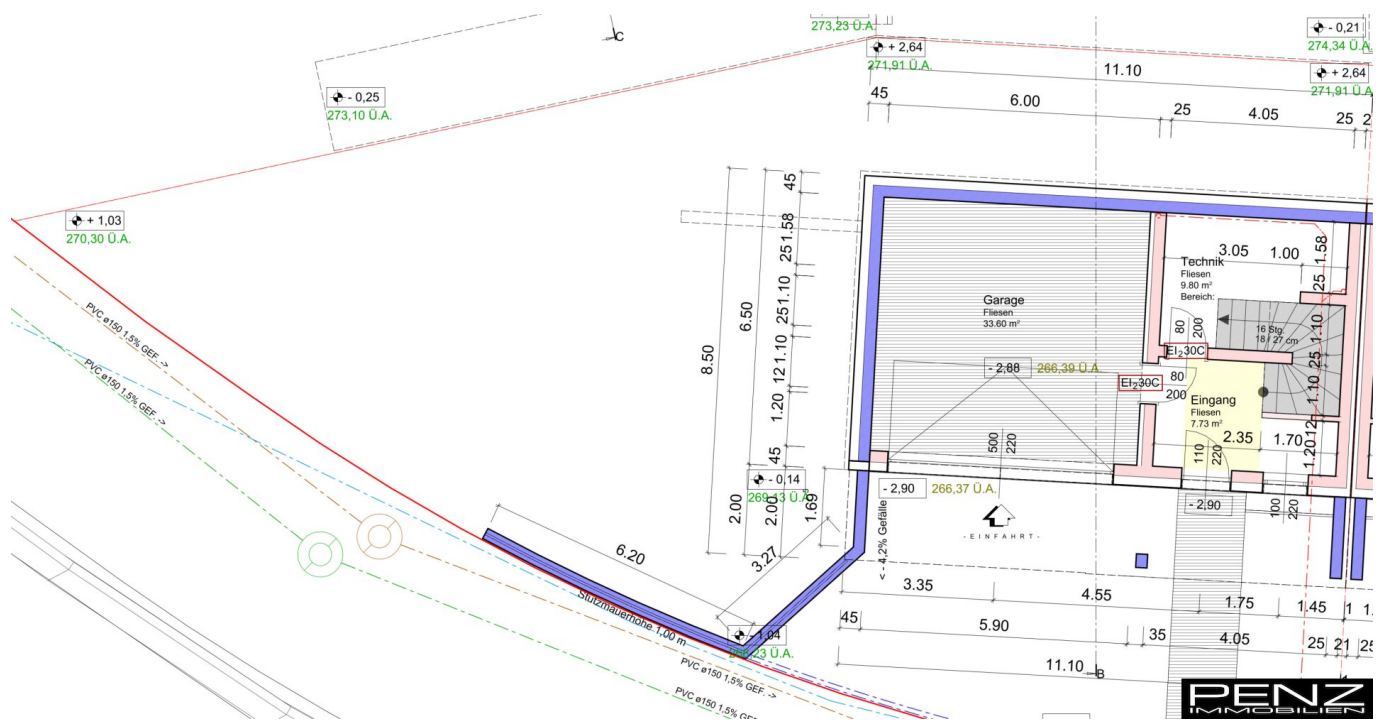 C
273,23 Ü.A.
+ 2,64
271,91 Ü.A.
- 0,21
274,34 Ü.A.
+ 2,64
271,91 Ü.A.
11.10
45
6.00
25
4.05
25
2
- 0,25
273,10 Ü.A.
+ 1,03
270,30 Ü.A.
PVC ø150 1,5% GEF. ->
PVC ø150 1,5% GEF. ->
45
1.58
25
1.10
25
1.10
12
1.20
45
6.50
8.50
2.00
2.00
1.69
- 0,14
269,13 Ü.A.
Garage
Fliesen
33.60 m²
- 2,88
266,39 Ü.A.
500
220
Technik
Fliesen
9.80 m²
Bereich:
3.05
1.00
1.58
25
1.10
25
1.10
12
1.20
16 Stg.
18 / 27 cm
80
200
EI₂30C
80
200
EI₂30C
Eingang
Fliesen
7.73 m²
2.35
1.70
110
220
100
220
- 2,90
266,37 Ü.A.
- 2,90
< -4,2% Gefälle
- EINFAHRT -
6.20
3.27
Stützmauerhöhe 1,00 m
- 1,04
PVC ø150 1,5% GEF. ->
PVC ø150 1,5% GEF. ->
3.35
4.55
1.75
1.45
1
1.
45
5.90
35
4.05
25
21
25
11.10
B
PENZ
IMMOBILIEN